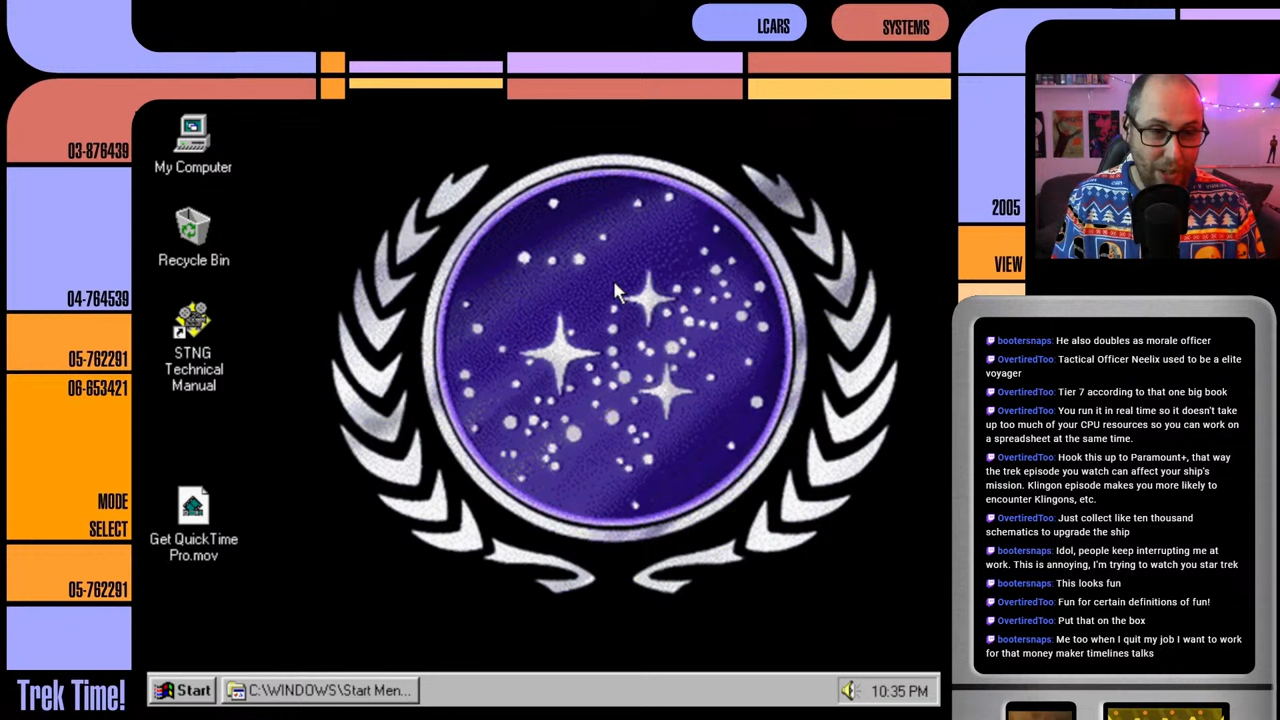 LCARS
SYSTEMS
03-876439
My Computer
Recycle Bin
04-764539
05-762291
STNG
Technical
Manual
06-653421
MODE
SELECT
Get QuickTime
Pro.mov
05-762291
Trek Time!
Start
C:\WINDOWS\Start Men...
10:35 PM
2005
VIEW
bootersnaps: He also doubles as morale officer
OvertiredToo: Tactical Officer Neelix used to be a elite
voyager
OvertiredToo: Tier 7 according to that one big book
OvertiredToo: You run it in real time so it doesn't take
up too much of your CPU resources so you can work on
a spreadsheet at the same time.
OvertiredToo: Hook this up to Paramount+, that way
the trek episode you watch can affect your ship's
mission. Klingon episode makes you more likely to
encounter Klingons, etc.
OvertiredToo: Just collect like ten thousand
schematics to upgrade the ship
bootersnaps: Idol, people keep interrupting me at
work. This is annoying, I'm trying to watch you star trek
bootersnaps: This looks fun
OvertiredToo: Fun for certain definitions of fun!
OvertiredToo: Put that on the box
bootersnaps: Me too when I quit my job I want to work
for that money maker timelines talks